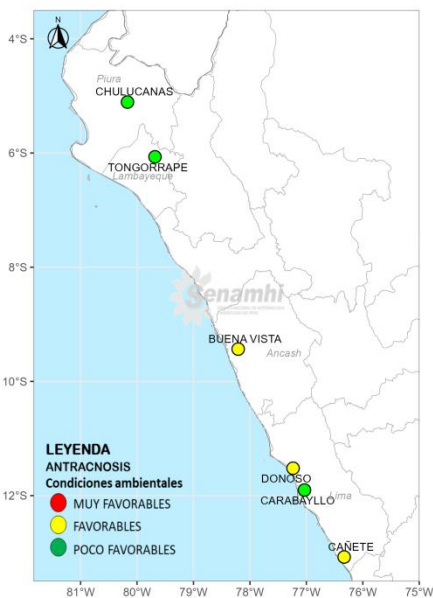 N
4°S
Piura
CHULUCANAS
6°S
TONGORRAPE
Lambayeque
8°S
Senamhi
BUENA VISTA
Ancash
10°S
LEYENDA
ANTRACNOSIS
Condiciones ambientales
MUY FAVORABLES
FAVORABLES
POCO FAVORABLES
DONOSO
12°S
CARABAYLLO
Lima
CAÑETE
81°W 80°W 79°W 78°W 77°W 76°W 75°W